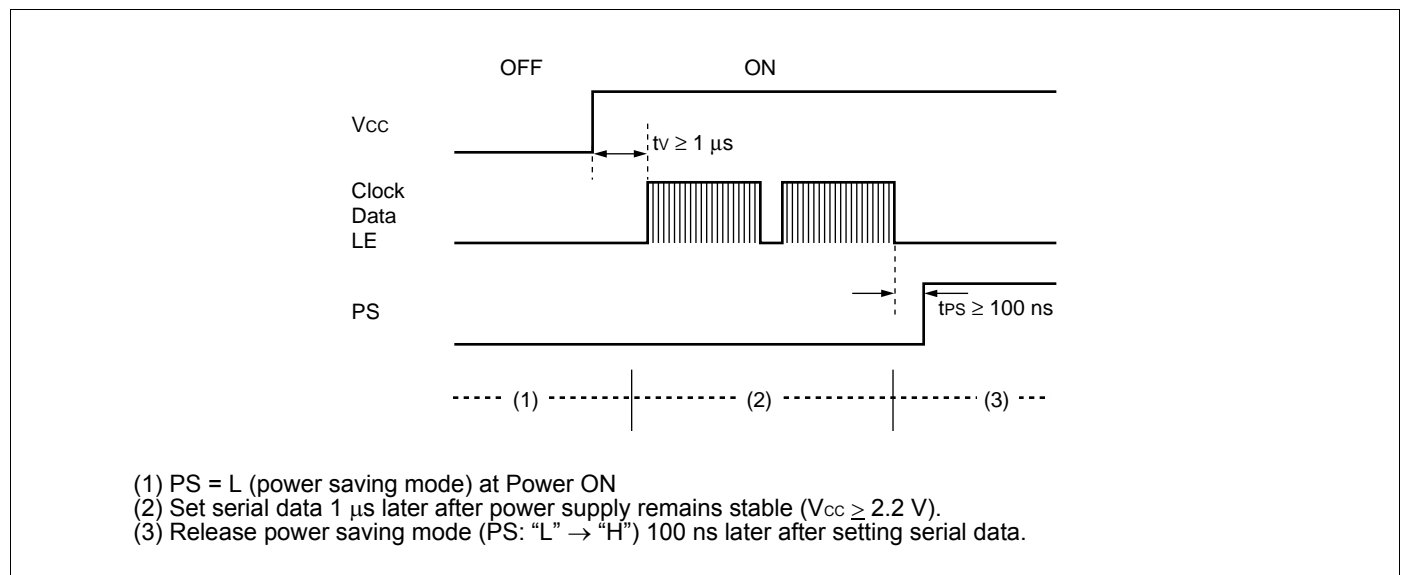 OFF ON
Vcc
tv ≥ 1 μs
Clock
Data
LE
PS
tPS ≥ 100 ns
(1) (2) (3)
(1) PS = L (power saving mode) at Power ON
(2) Set serial data 1 μs later after power supply remains stable (Vcc ≥ 2.2 V).
(3) Release power saving mode (PS: “L” → “H”) 100 ns later after setting serial data.